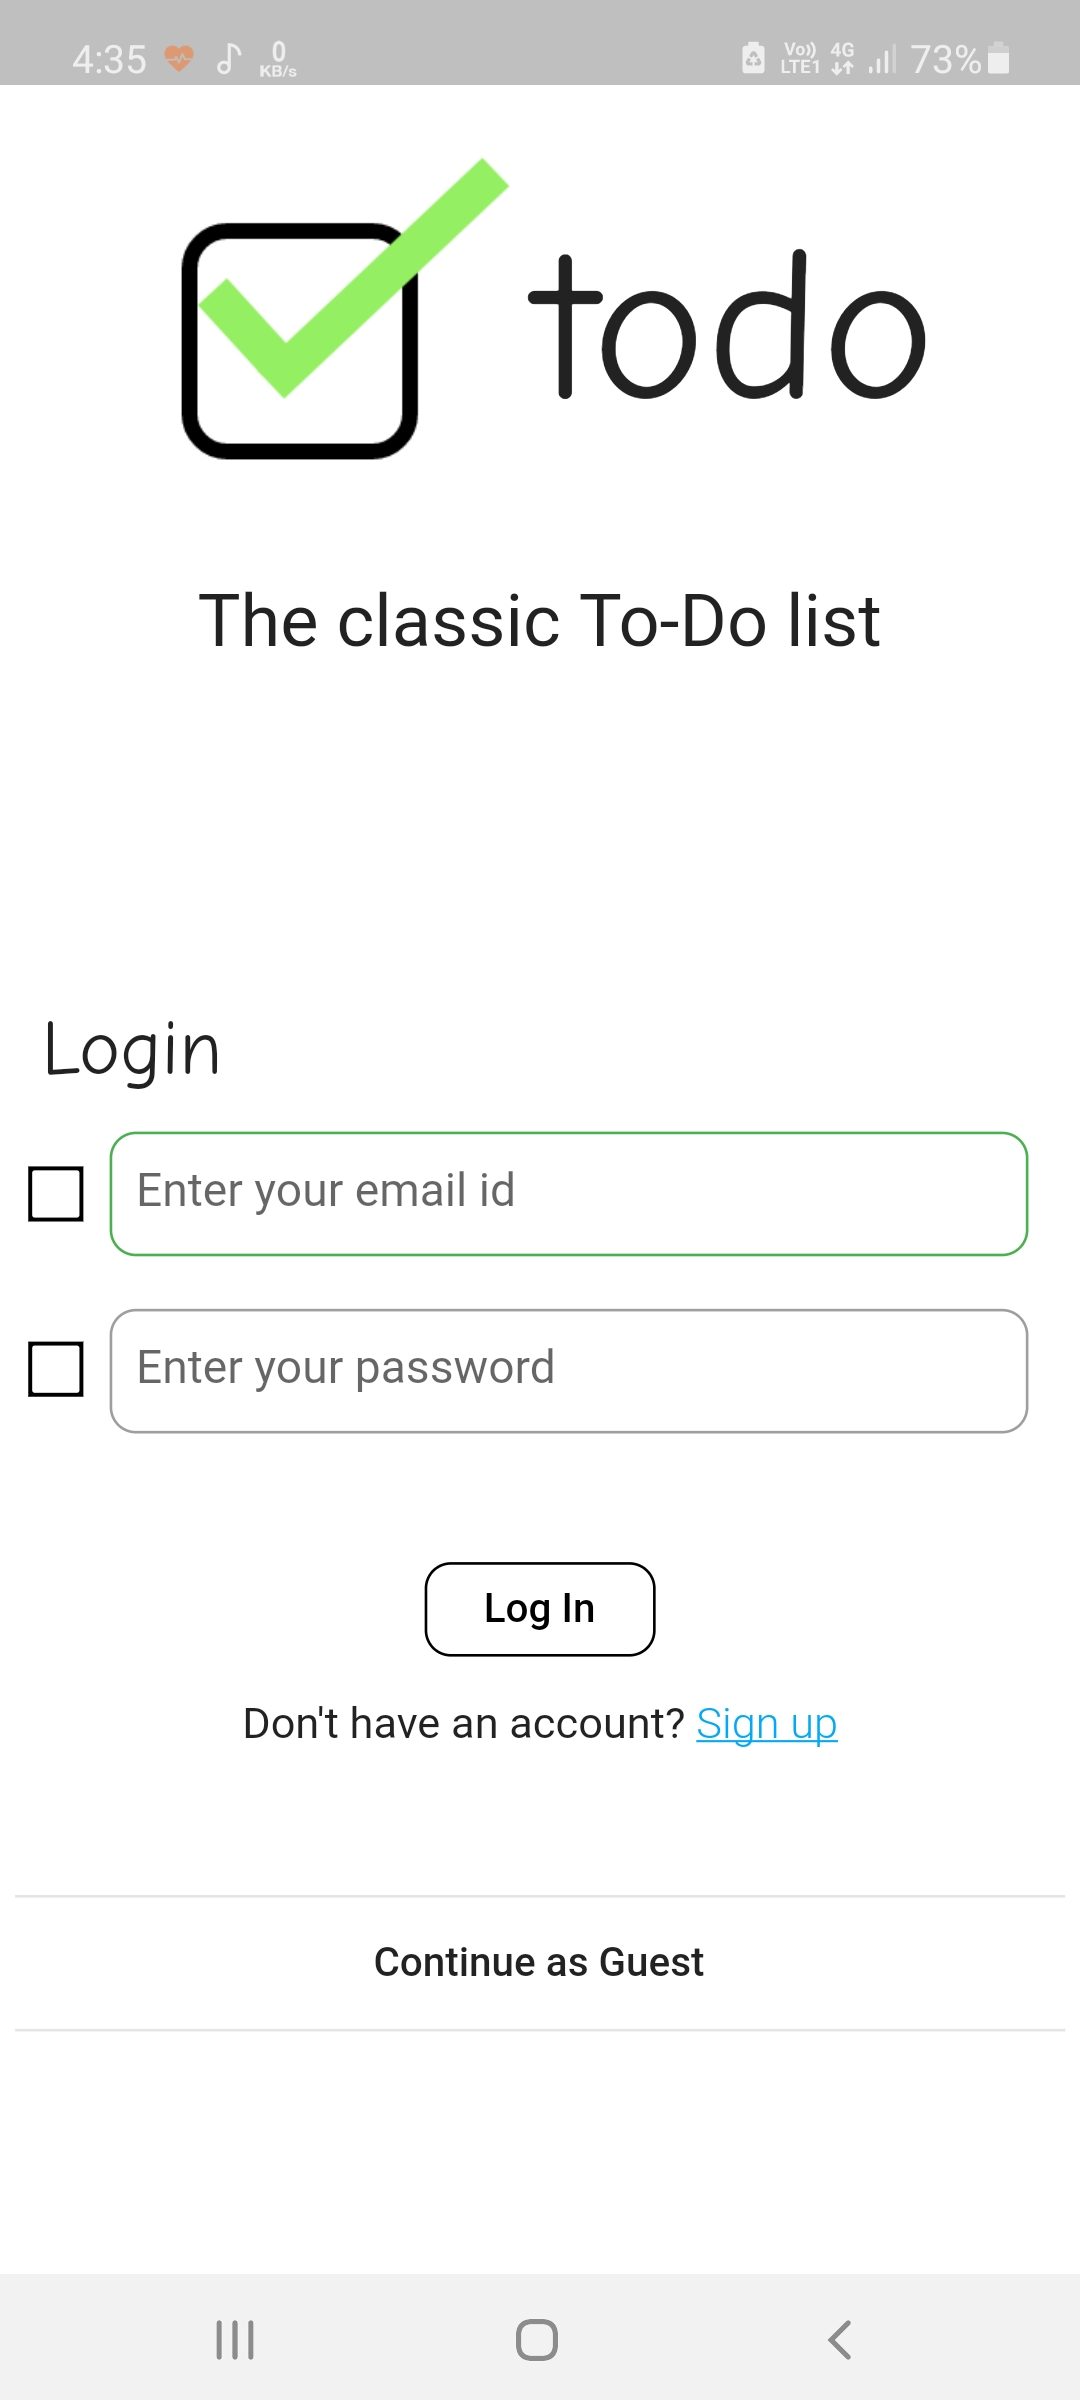 4:35 0 KB/s Vo)) LTE1 4G 73%
todo
The classic To-Do list
Login
Enter your email id
Enter your password
Log In
Don't have an account? Sign up
Continue as Guest